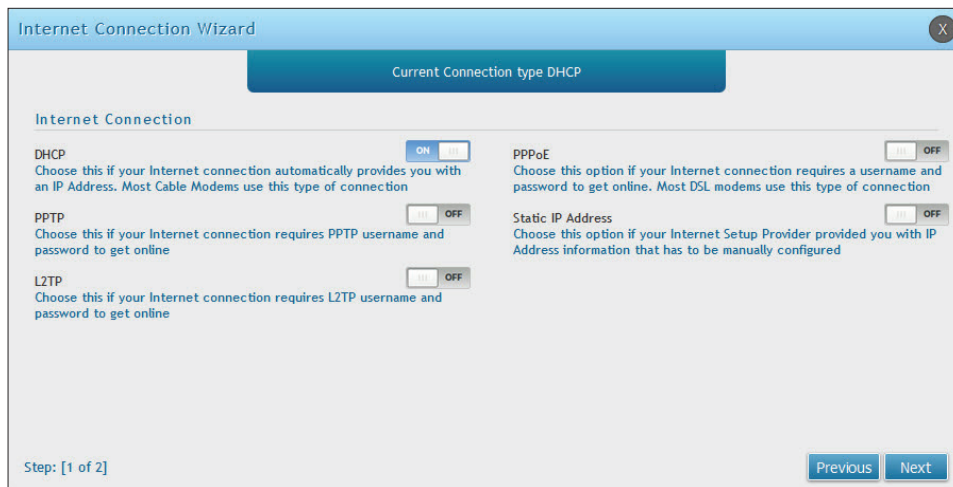 Internet Connection Wizard
X
Current Connection type DHCP
Internet Connection
DHCP
ON
Choose this if your Internet connection automatically provides you with
an IP Address. Most Cable Modems use this type of connection
PPPoE
OFF
Choose this option if your Internet connection requires a username and
password to get online. Most DSL modems use this type of connection
PPTP
OFF
Choose this if your Internet connection requires PPTP username and
password to get online
Static IP Address
OFF
Choose this option if your Internet Setup Provider provided you with IP
Address information that has to be manually configured
L2TP
OFF
Choose this if your Internet connection requires L2TP username and
password to get online
Step: [1 of 2]
Previous
Next